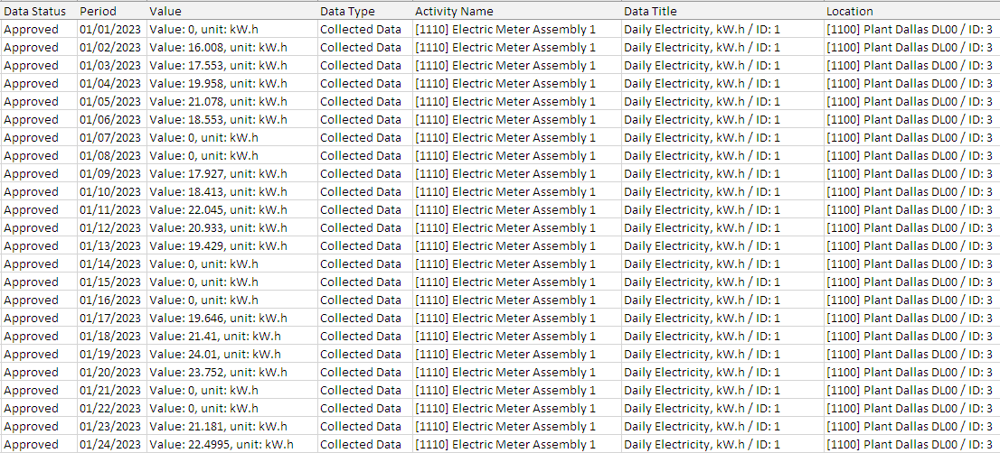 Data Status Period Value Data Type Activity Name Data Title Location
Approved 01/01/2023 Value: 0, unit: kW.h Collected Data [1110] Electric Meter Assembly 1 Daily Electricity, kW.h / ID: 1 [1100] Plant Dallas DL00 / ID: 3
Approved 01/02/2023 Value: 16.008, unit: kW.h Collected Data [1110] Electric Meter Assembly 1 Daily Electricity, kW.h / ID: 1 [1100] Plant Dallas DL00 / ID: 3
Approved 01/03/2023 Value: 17.553, unit: kW.h Collected Data [1110] Electric Meter Assembly 1 Daily Electricity, kW.h / ID: 1 [1100] Plant Dallas DL00 / ID: 3
Approved 01/04/2023 Value: 19.958, unit: kW.h Collected Data [1110] Electric Meter Assembly 1 Daily Electricity, kW.h / ID: 1 [1100] Plant Dallas DL00 / ID: 3
Approved 01/05/2023 Value: 21.078, unit: kW.h Collected Data [1110] Electric Meter Assembly 1 Daily Electricity, kW.h / ID: 1 [1100] Plant Dallas DL00 / ID: 3
Approved 01/06/2023 Value: 18.553, unit: kW.h Collected Data [1110] Electric Meter Assembly 1 Daily Electricity, kW.h / ID: 1 [1100] Plant Dallas DL00 / ID: 3
Approved 01/07/2023 Value: 0, unit: kW.h Collected Data [1110] Electric Meter Assembly 1 Daily Electricity, kW.h / ID: 1 [1100] Plant Dallas DL00 / ID: 3
Approved 01/08/2023 Value: 0, unit: kW.h Collected Data [1110] Electric Meter Assembly 1 Daily Electricity, kW.h / ID: 1 [1100] Plant Dallas DL00 / ID: 3
Approved 01/09/2023 Value: 17.927, unit: kW.h Collected Data [1110] Electric Meter Assembly 1 Daily Electricity, kW.h / ID: 1 [1100] Plant Dallas DL00 / ID: 3
Approved 01/10/2023 Value: 18.413, unit: kW.h Collected Data [1110] Electric Meter Assembly 1 Daily Electricity, kW.h / ID: 1 [1100] Plant Dallas DL00 / ID: 3
Approved 01/11/2023 Value: 22.045, unit: kW.h Collected Data [1110] Electric Meter Assembly 1 Daily Electricity, kW.h / ID: 1 [1100] Plant Dallas DL00 / ID: 3
Approved 01/12/2023 Value: 20.933, unit: kW.h Collected Data [1110] Electric Meter Assembly 1 Daily Electricity, kW.h / ID: 1 [1100] Plant Dallas DL00 / ID: 3
Approved 01/13/2023 Value: 19.429, unit: kW.h Collected Data [1110] Electric Meter Assembly 1 Daily Electricity, kW.h / ID: 1 [1100] Plant Dallas DL00 / ID: 3
Approved 01/14/2023 Value: 0, unit: kW.h Collected Data [1110] Electric Meter Assembly 1 Daily Electricity, kW.h / ID: 1 [1100] Plant Dallas DL00 / ID: 3
Approved 01/15/2023 Value: 0, unit: kW.h Collected Data [1110] Electric Meter Assembly 1 Daily Electricity, kW.h / ID: 1 [1100] Plant Dallas DL00 / ID: 3
Approved 01/16/2023 Value: 0, unit: kW.h Collected Data [1110] Electric Meter Assembly 1 Daily Electricity, kW.h / ID: 1 [1100] Plant Dallas DL00 / ID: 3
Approved 01/17/2023 Value: 19.646, unit: kW.h Collected Data [1110] Electric Meter Assembly 1 Daily Electricity, kW.h / ID: 1 [1100] Plant Dallas DL00 / ID: 3
Approved 01/18/2023 Value: 21.41, unit: kW.h Collected Data [1110] Electric Meter Assembly 1 Daily Electricity, kW.h / ID: 1 [1100] Plant Dallas DL00 / ID: 3
Approved 01/19/2023 Value: 24.01, unit: kW.h Collected Data [1110] Electric Meter Assembly 1 Daily Electricity, kW.h / ID: 1 [1100] Plant Dallas DL00 / ID: 3
Approved 01/20/2023 Value: 23.752, unit: kW.h Collected Data [1110] Electric Meter Assembly 1 Daily Electricity, kW.h / ID: 1 [1100] Plant Dallas DL00 / ID: 3
Approved 01/21/2023 Value: 0, unit: kW.h Collected Data [1110] Electric Meter Assembly 1 Daily Electricity, kW.h / ID: 1 [1100] Plant Dallas DL00 / ID: 3
Approved 01/22/2023 Value: 0, unit: kW.h Collected Data [1110] Electric Meter Assembly 1 Daily Electricity, kW.h / ID: 1 [1100] Plant Dallas DL00 / ID: 3
Approved 01/23/2023 Value: 21.181, unit: kW.h Collected Data [1110] Electric Meter Assembly 1 Daily Electricity, kW.h / ID: 1 [1100] Plant Dallas DL00 / ID: 3
Approved 01/24/2023 Value: 22.4995, unit: kW.h Collected Data [1110] Electric Meter Assembly 1 Daily Electricity, kW.h / ID: 1 [1100] Plant Dallas DL00 / ID: 3